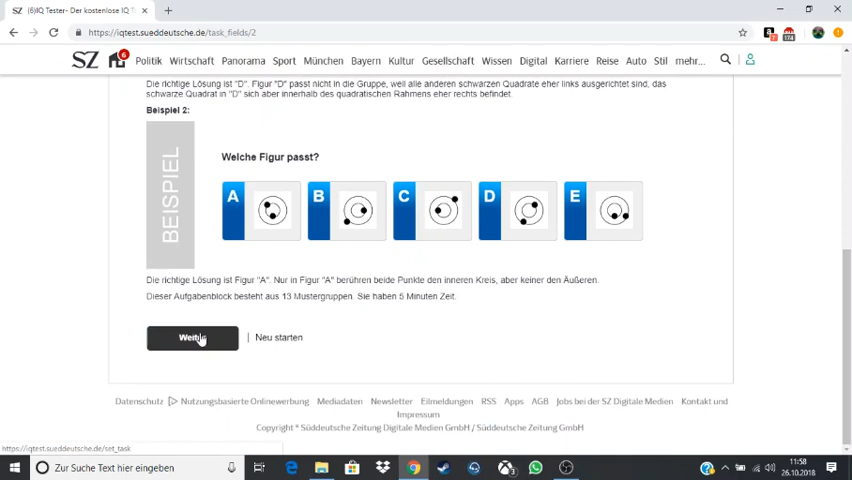 (6)IQ Tester- Der kostenlose IQ T
https://iqtest.sueddeutsche.de/task_fields/2
7
174
SZ 6 Politik Wirtschaft Panorama Sport München Bayern Kultur Gesellschaft Wissen Digital Karriere Reise Auto Stil mehr...
Die richtige Lösung ist "D". Figur "D" passt nicht in die Gruppe, weil alle anderen schwarzen Quadrate eher links ausgerichtet sind, das
schwarze Quadrat in "D" sich aber innerhalb des quadratischen Rahmens eher rechts befindet.
Beispiel 2:
BEISPIEL
Welche Figur passt?
A B C D E
Die richtige Lösung ist Figur "A". Nur in Figur "A" berühren beide Punkte den inneren Kreis, aber keiner den Äußeren.
Dieser Aufgabenblock besteht aus 13 Mustergruppen. Sie haben 5 Minuten Zeit.
Weiter | Neu starten
Datenschutz Nutzungsbasierte Onlinewerbung Mediadaten Newsletter Eilmeldungen RSS Apps AGB Jobs bei der SZ Digitale Medien Kontakt und
Impressum
Copyright © Süddeutsche Zeitung Digitale Medien GmbH / Süddeutsche Zeitung GmbH
https://iqtest.sueddeutsche.de/set_task
Zur Suche Text hier eingeben
11:58
26.10.2018